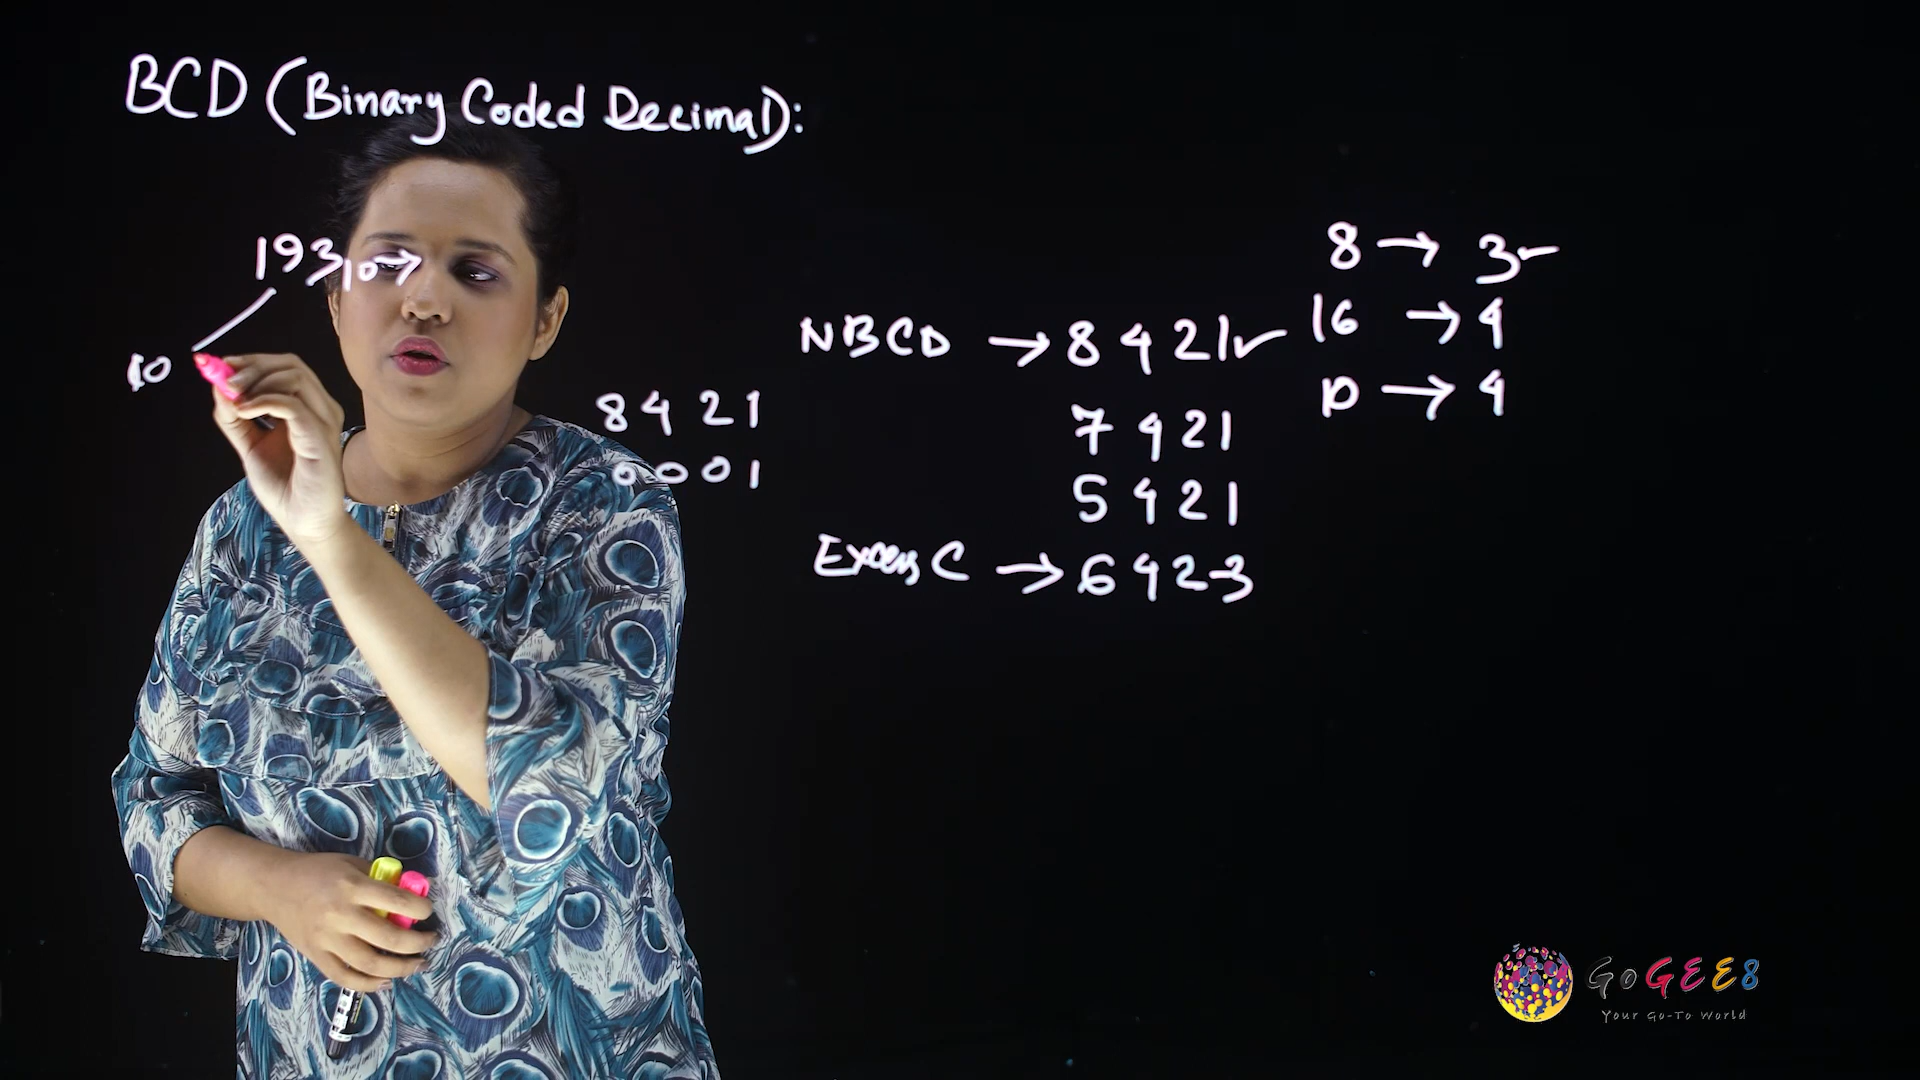 BCD (Binary Coded Decimal):
193₁₀ →
8 → 3
NBCD → 8 4 2 1
16 → 4
10 → 4
8 4 2 1
7 4 2 1
0 0 0 1
5 4 2 1
Excess C → 6 4 2 -3
GoGEE8
Your Go-To World